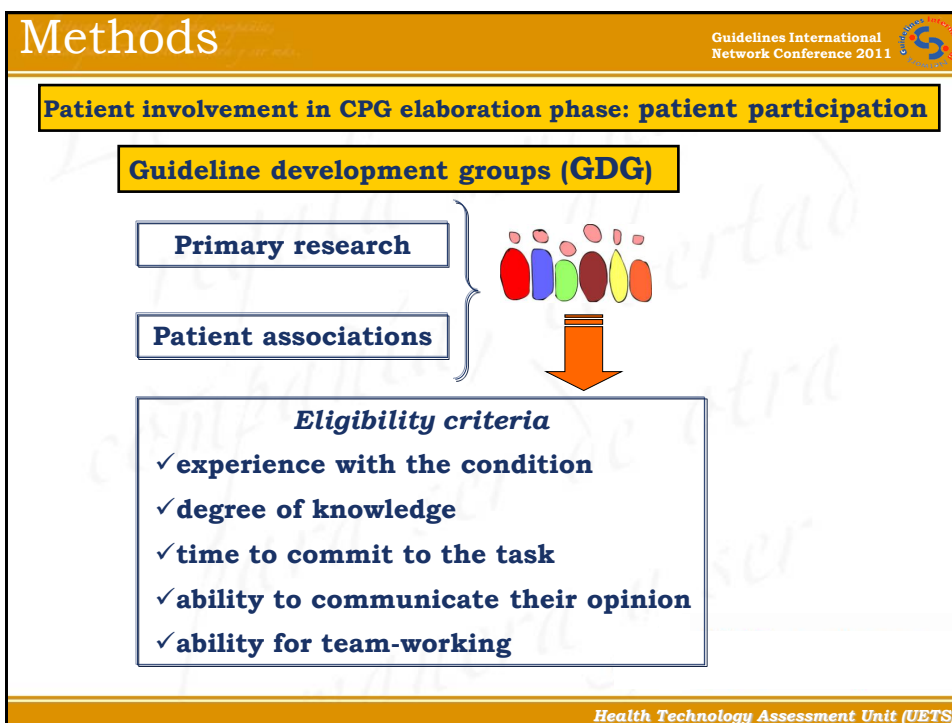 Methods
Guidelines International
Network Conference 2011
Patient involvement in CPG elaboration phase: patient participation
Guideline development groups (GDG)
Primary research
Patient associations
Eligibility criteria
✓experience with the condition
✓degree of knowledge
✓time to commit to the task
✓ability to communicate their opinion
✓ability for team-working
Health Technology Assessment Unit (UETS